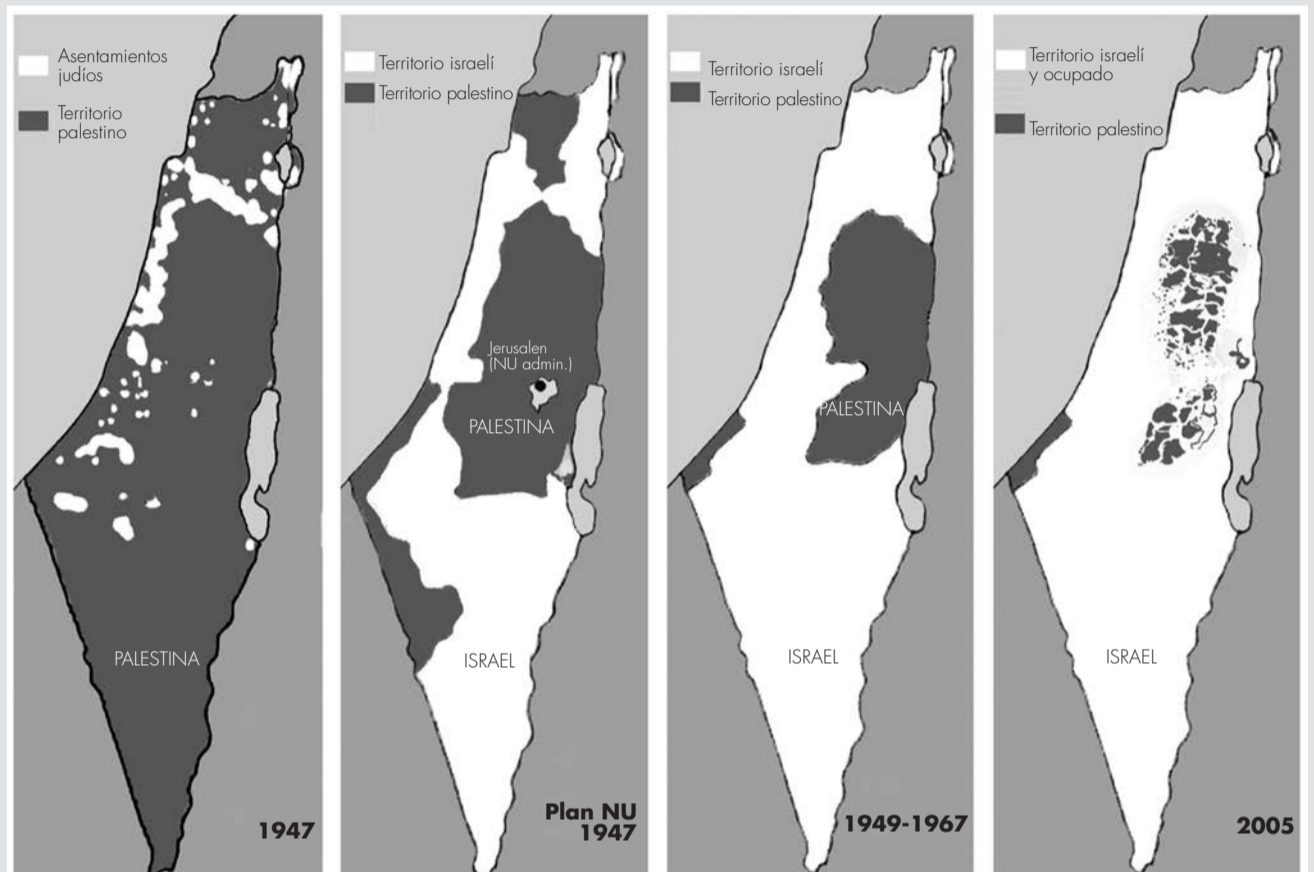 Asentamientos
judíos
Territorio
palestino
PALESTINA
1947
Territorio israelí
Territorio palestino
Jerusalen
(NU admin.)
PALESTINA
ISRAEL
Plan NU
1947
Territorio israelí
Territorio palestino
PALESTINA
ISRAEL
1949-1967
Territorio israelí
y ocupado
Territorio palestino
ISRAEL
2005